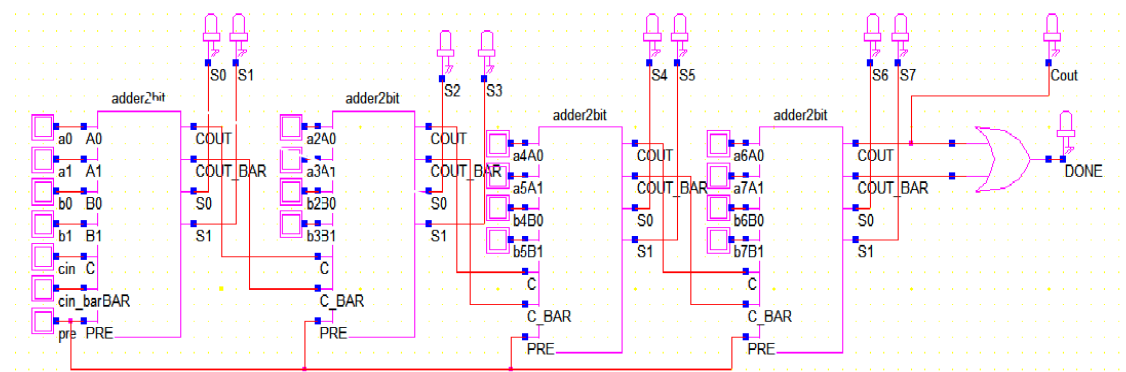 S0 S1
S2 S3
S4 S5
S6 S7
Cout
adder2bit
a0 A0
a1 A1
b0 B0
b1 B1
cin C
cin_barBAR
pre PRE
COUT
COUT_BAR
S0
S1
adder2bit
a2A0
a3A1
b2B0
b3B1
C
C_BAR
PRE
COUT
COUT_BAR
S0
S1
adder2bit
a4A0
a5A1
b4B0
b5B1
C
C_BAR
PRE
COUT
COUT_BAR
S0
S1
adder2bit
a6A0
a7A1
b6B0
b7B1
C
C_BAR
PRE
COUT
COUT_BAR
S0
S1
DONE